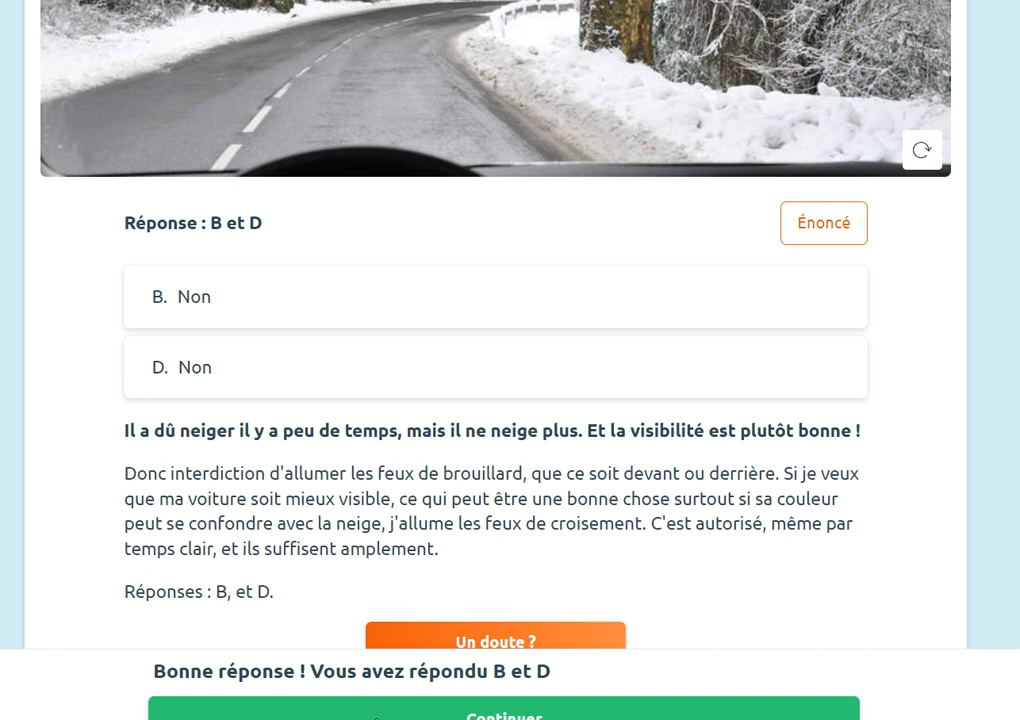 Réponse : B et D
Énoncé
B. Non
D. Non
Il a dû neiger il y a peu de temps, mais il ne neige plus. Et la visibilité est plutôt bonne !
Donc interdiction d'allumer les feux de brouillard, que ce soit devant ou derrière. Si je veux
que ma voiture soit mieux visible, ce qui peut être une bonne chose surtout si sa couleur
peut se confondre avec la neige, j'allume les feux de croisement. C'est autorisé, même par
temps clair, et ils suffisent amplement.
Réponses : B, et D.
Un doute ?
Bonne réponse ! Vous avez répondu B et D
Continuer